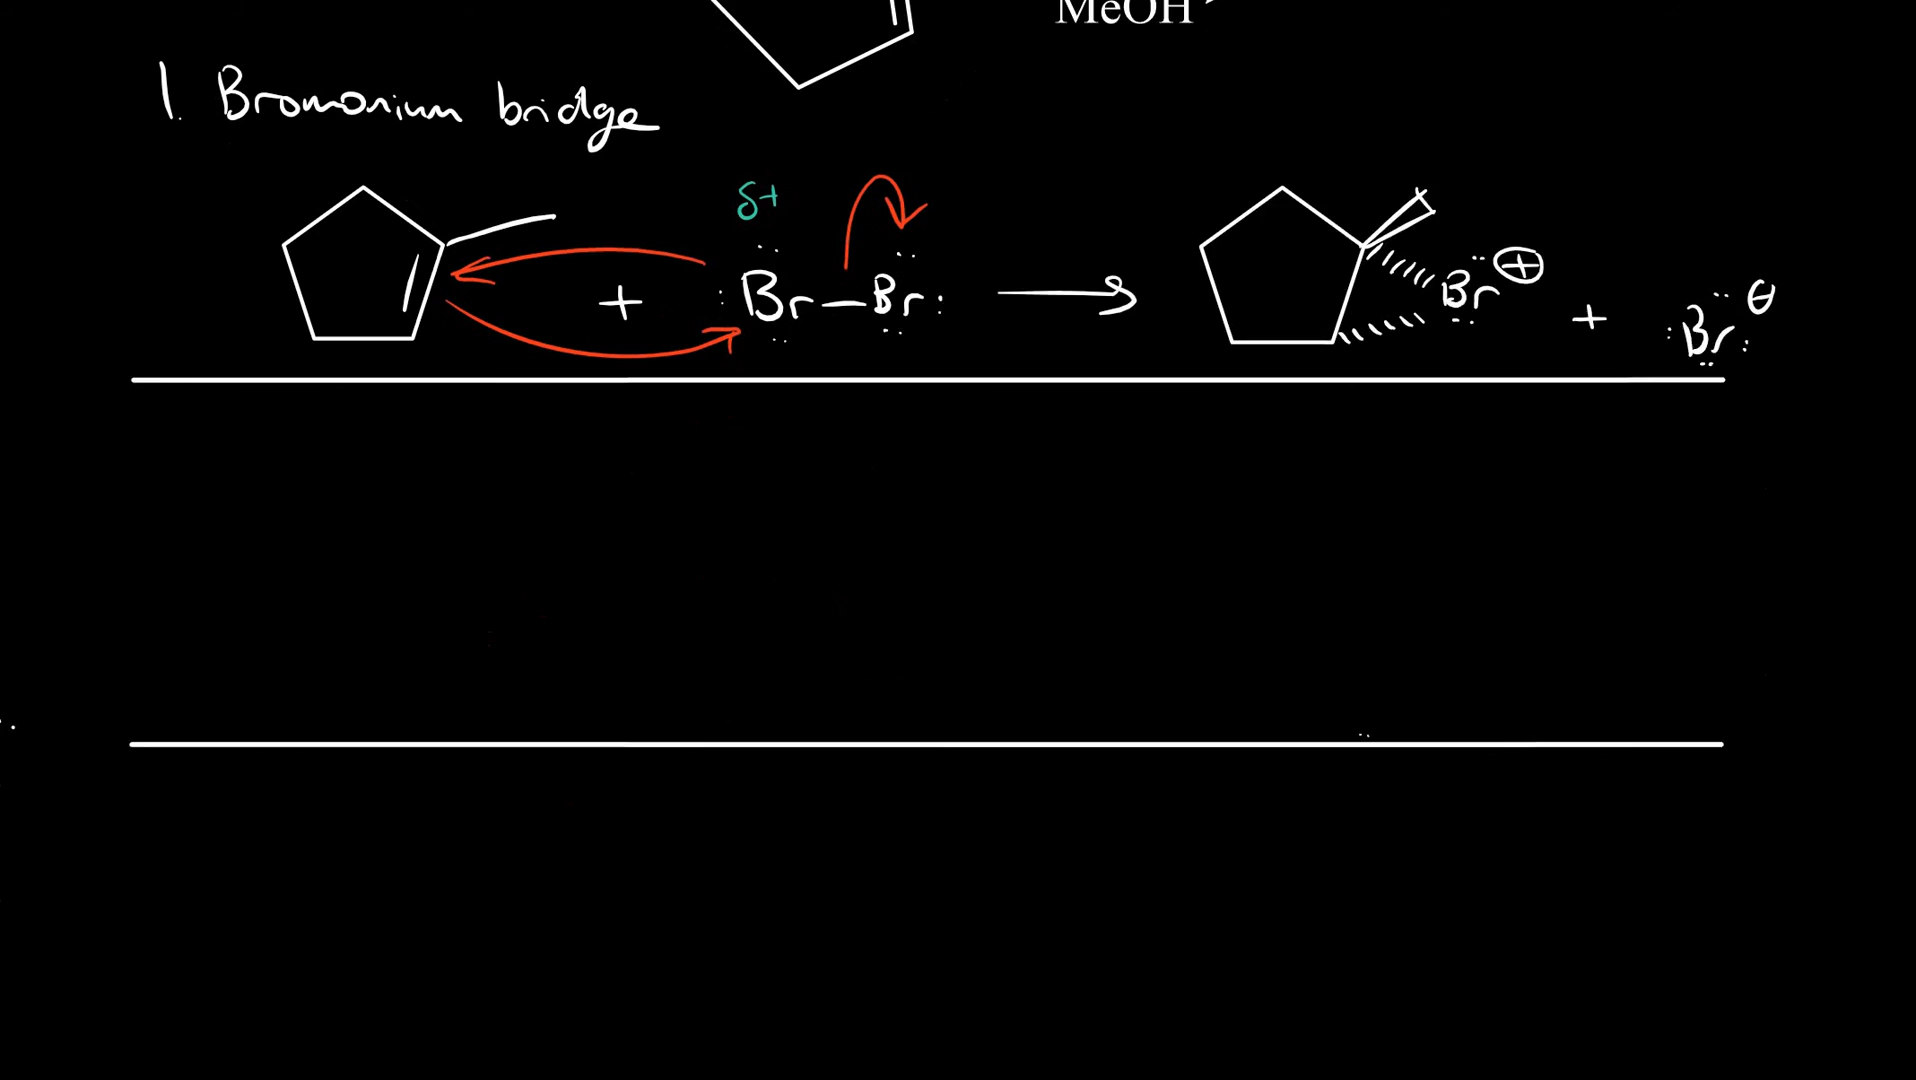 MeOH
1. Bromonium bridge
δ+
+ :Br—Br: Br ⊕ + :Br: ⊖